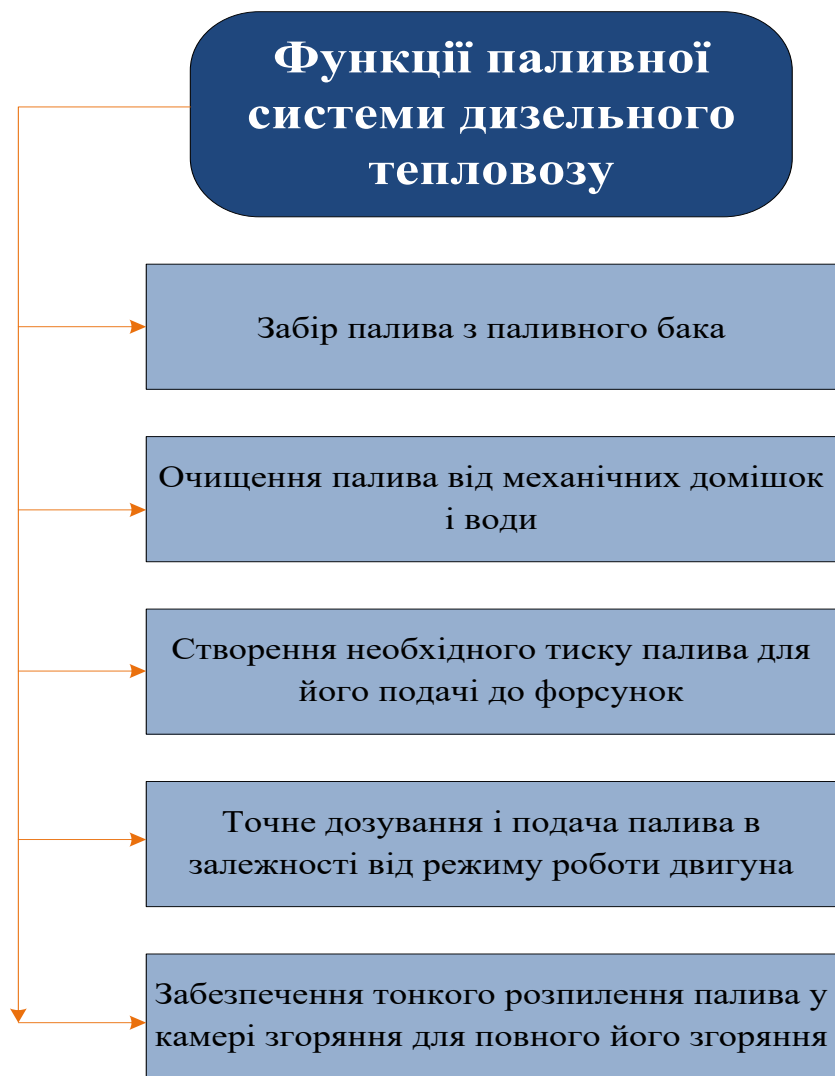 Функції паливної
системи дизельного
тепловозу
Забір палива з паливного бака
Очищення палива від механічних домішок
і води
Створення необхідного тиску палива для
його подачі до форсунок
Точне дозування і подача палива в
залежності від режиму роботи двигуна
Забезпечення тонкого розпилення палива у
камері згоряння для повного його згоряння